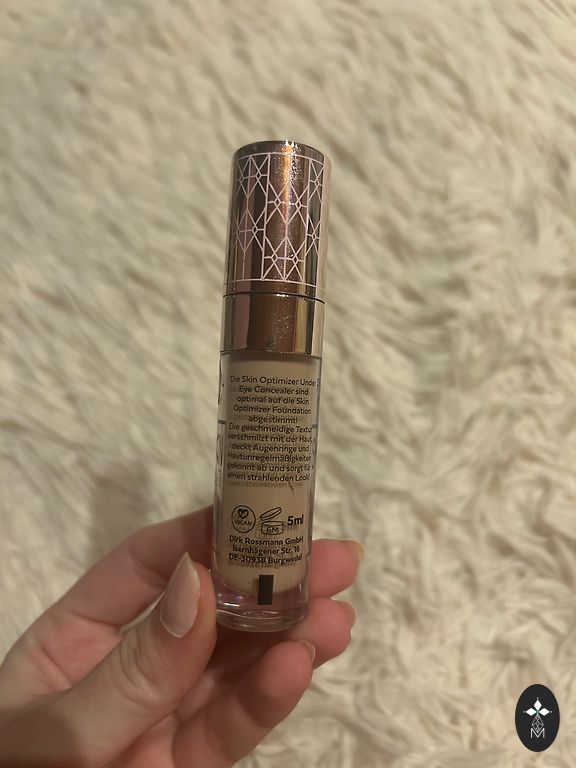 Die Skin Optimizer Under
Eye Concealer sind
optimal auf die Skin
Optimizer Foundation
abgestimmt!
Die geschmeidige Textur
verschmilzt mit der Haut,
deckt Augenringe und
Hautunregelmäßigkeiten
gekonnt ab und sorgt für
einen strahlenden Look!
VEGAN
6M
5ml
Dirk Rossmann GmbH
Isernhägener Str. 16
DE-30938 Burgwedel